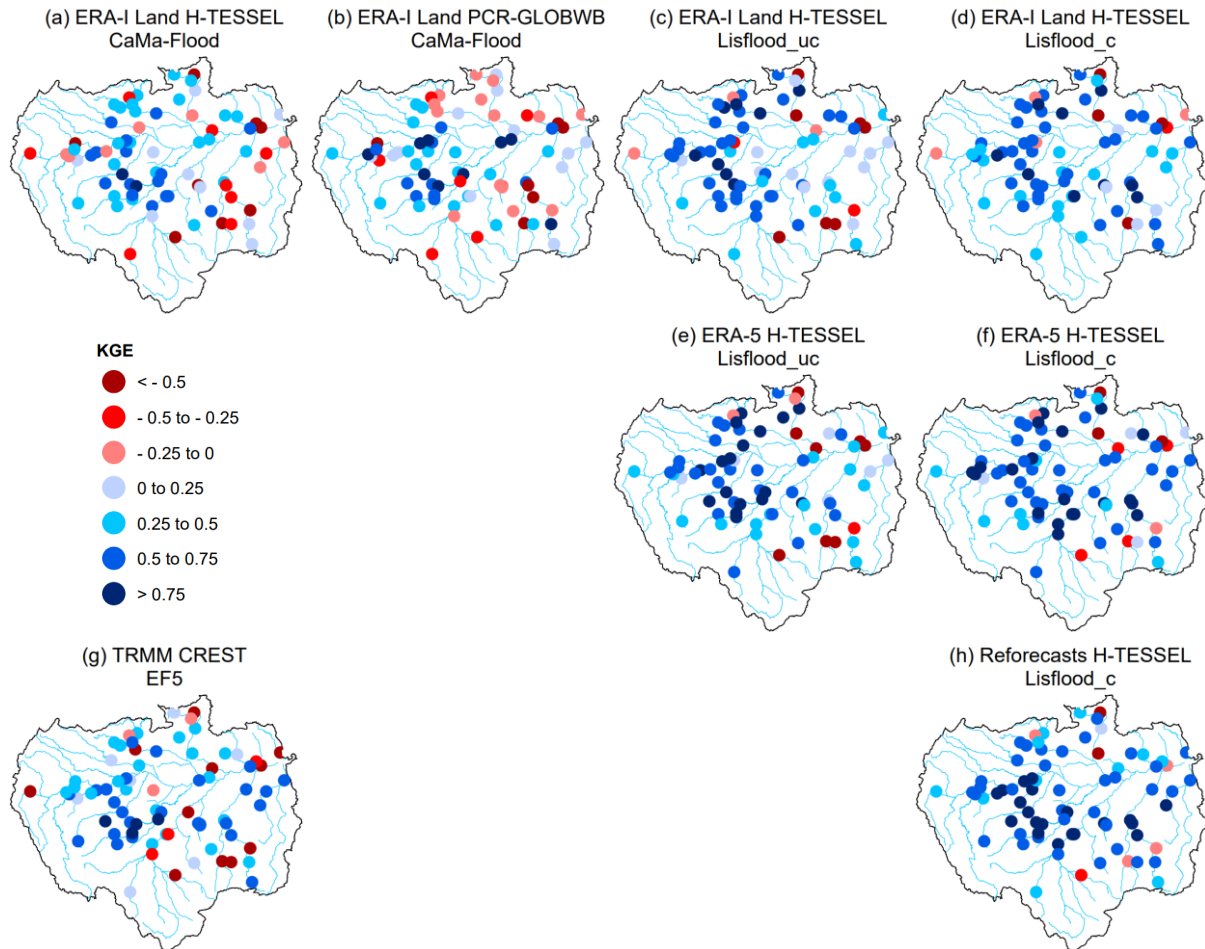 (a) ERA-I Land H-TESSEL
CaMa-Flood
(b) ERA-I Land PCR-GLOBWB
CaMa-Flood
(c) ERA-I Land H-TESSEL
Lisflood_uc
(d) ERA-I Land H-TESSEL
Lisflood_c
KGE
< - 0.5
- 0.5 to - 0.25
- 0.25 to 0
0 to 0.25
0.25 to 0.5
0.5 to 0.75
> 0.75
(e) ERA-5 H-TESSEL
Lisflood_uc
(f) ERA-5 H-TESSEL
Lisflood_c
(g) TRMM CREST
EF5
(h) Reforecasts H-TESSEL
Lisflood_c